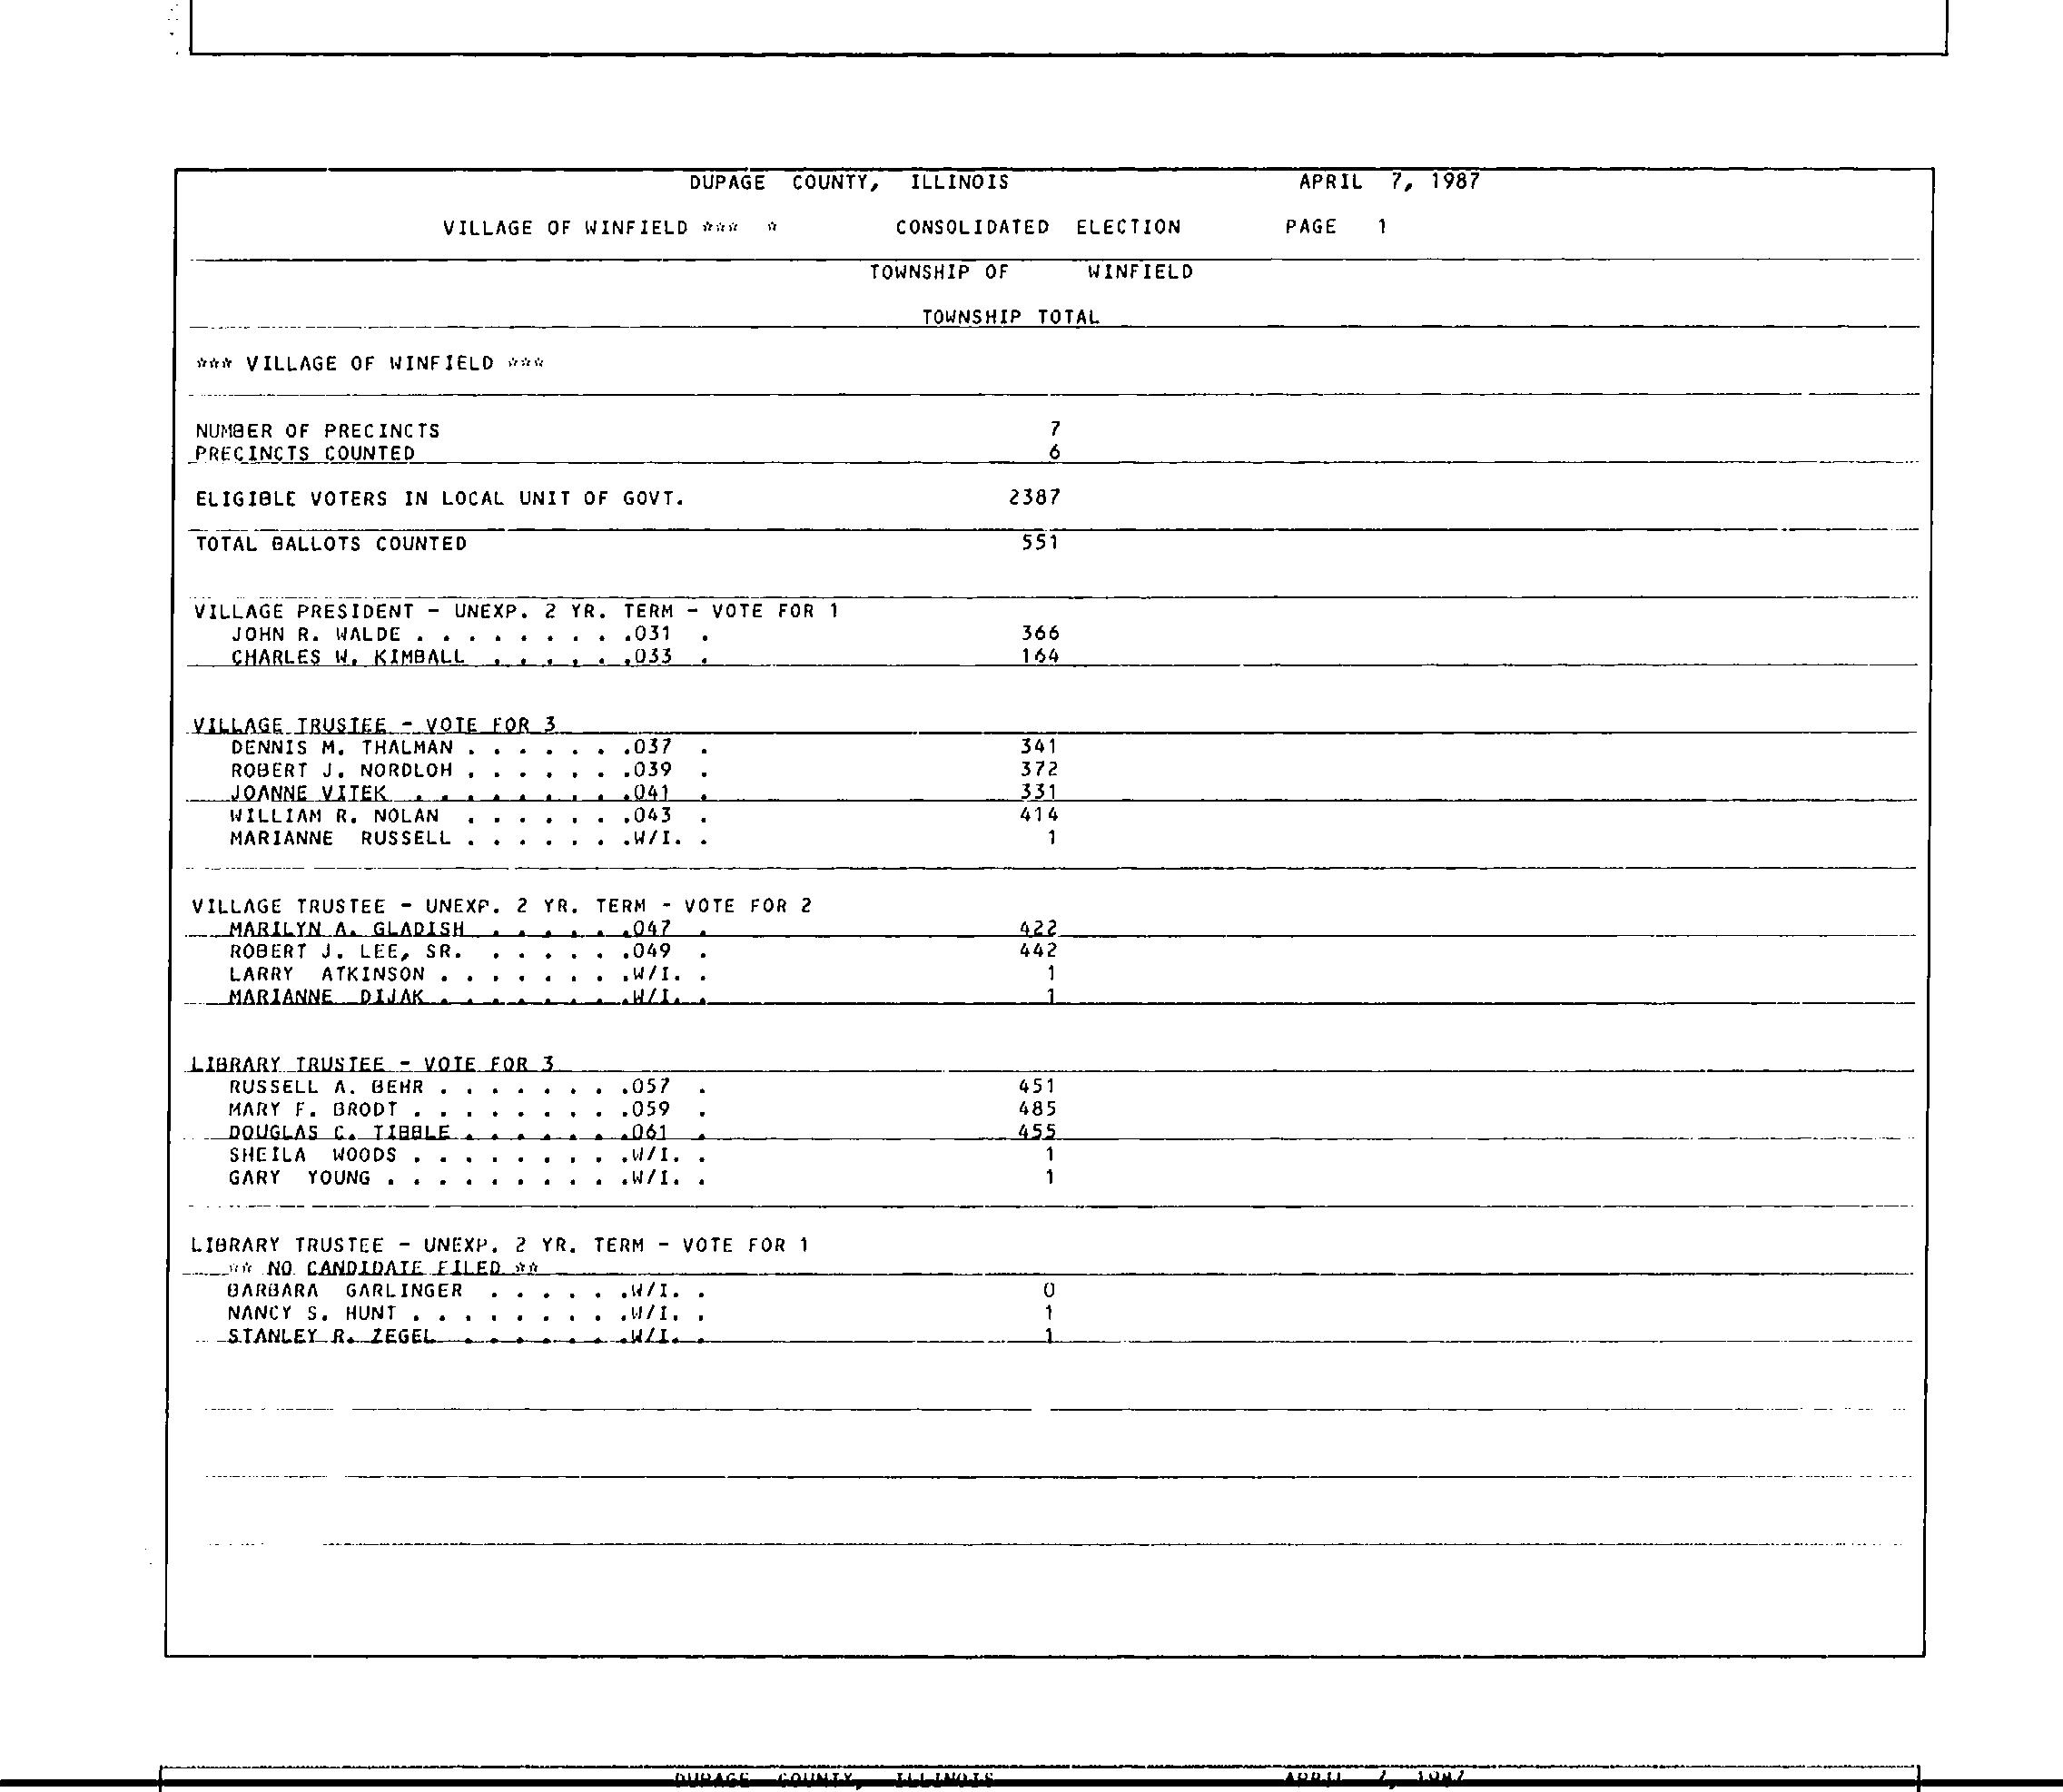 DUPAGE COUNTY, ILLINOIS APRIL 7, 1987
VILLAGE OF WINFIELD *** * CONSOLIDATED ELECTION PAGE 1
TOWNSHIP OF WINFIELD
TOWNSHIP TOTAL
*** VILLAGE OF WINFIELD ***
NUMBER OF PRECINCTS 7
PRECINCTS COUNTED 6
ELIGIBLE VOTERS IN LOCAL UNIT OF GOVT. 2387
TOTAL BALLOTS COUNTED 551
VILLAGE PRESIDENT - UNEXP. 2 YR. TERM - VOTE FOR 1
JOHN R. WALDE . . . . . . . . .031 . 366
CHARLES W. KIMBALL . . . . . .033 . 164
VILLAGE TRUSTEE - VOTE FOR 3
DENNIS M. THALMAN . . . . . . .037 . 341
ROBERT J. NORDLOH . . . . . . .039 . 372
JOANNE VITEK . . . . . . . . .041 . 331
WILLIAM R. NOLAN . . . . . . .043 . 414
MARIANNE RUSSELL . . . . . . .W/I. . 1
VILLAGE TRUSTEE - UNEXP. 2 YR. TERM - VOTE FOR 2
MARILYN A. GLADISH . . . . . .047 . 422
ROBERT J. LEE, SR. . . . . . .049 . 442
LARRY ATKINSON . . . . . . . .W/I. . 1
MARIANNE DIJAK . . . . . . . .W/I. . 1
LIBRARY TRUSTEE - VOTE FOR 3
RUSSELL A. BEHR . . . . . . . .057 . 451
MARY F. BRODT . . . . . . . . .059 . 485
DOUGLAS C. TIBBLE . . . . . . .061 . 455
SHEILA WOODS . . . . . . . . .W/I. . 1
GARY YOUNG . . . . . . . . . .W/I. . 1
LIBRARY TRUSTEE - UNEXP. 2 YR. TERM - VOTE FOR 1
** NO CANDIDATE FILED **
BARBARA GARLINGER . . . . . .W/I. . 0
NANCY S. HUNT . . . . . . . . .W/I. . 1
STANLEY R. ZEGEL . . . . . . .W/I. . 1
DUPAGE COUNTY, ILLINOIS APRIL 7, 1987